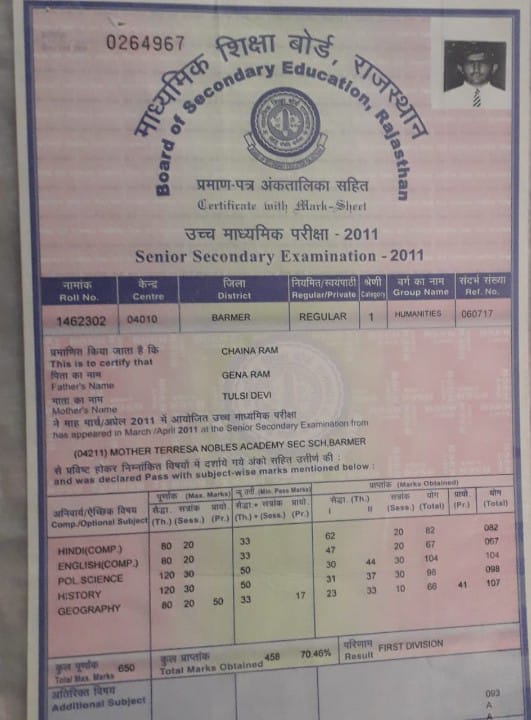 0264967
माध्यमिक शिक्षा बोर्ड, राजस्थान
Board of Secondary Education, Rajasthan
प्रमाण-पत्र अंकतालिका सहित
Certificate with Mark-Sheet
उच्च माध्यमिक परीक्षा - 2011
Senior Secondary Examination - 2011
नामांक केन्द्र जिला नियमित/स्वयंपाठी श्रेणी वर्ग का नाम संदर्भ संख्या
Roll No. Centre District Regular/Private Category Group Name Ref. No.
1462302 04010 BARMER REGULAR 1 HUMANITIES 060717
प्रमाणित किया जाता है कि CHAINA RAM
This is to certify that
पिता का नाम GENA RAM
Father's Name
माता का नाम TULSI DEVI
Mother's Name
ने माह मार्च/अप्रेल 2011 में आयोजित उच्च माध्यमिक परीक्षा
has appeared in March /April 2011 at the Senior Secondary Examination from
(04211) MOTHER TERRESA NOBLES ACADEMY SEC SCH.BARMER
से प्रविष्ट होकर निम्नांकित विषयों में दर्शाये गये अंको सहित उत्तीर्ण की :
and was declared Pass with subject-wise marks mentioned below :
अनिवार्य/ऐच्छिक विषय पूर्णांक (Max. Marks) न्यू.उर्ती (Min. Pass Marks) प्राप्तांक (Marks Obtained)
सैद्धा. सत्रांक प्रायो. सैद्धा. + सत्रांक प्रायो. सैद्धा. (Th.) सत्रांक योग प्रायो. योग
Comp./Optional Subject (Th.) (Sess.) (Pr.) (Th.) + (Sess.) (Pr.) I II (Sess.) (Total) (Pr.) (Total)
HINDI(COMP.) 80 20 33 62 20 82 082
ENGLISH(COMP.) 80 20 33 47 20 67 067
POL.SCIENCE 120 30 50 30 44 30 104 104
HISTORY 120 30 50 31 37 30 98 098
GEOGRAPHY 80 20 50 33 17 23 33 10 66 41 107
कुल पूर्णांक 650 कुल प्राप्तांक 458 70.46% परिणाम FIRST DIVISION
Total Max. Marks Total Marks Obtained Result
अतिरिक्त विषय
Additional Subject
093
A
A